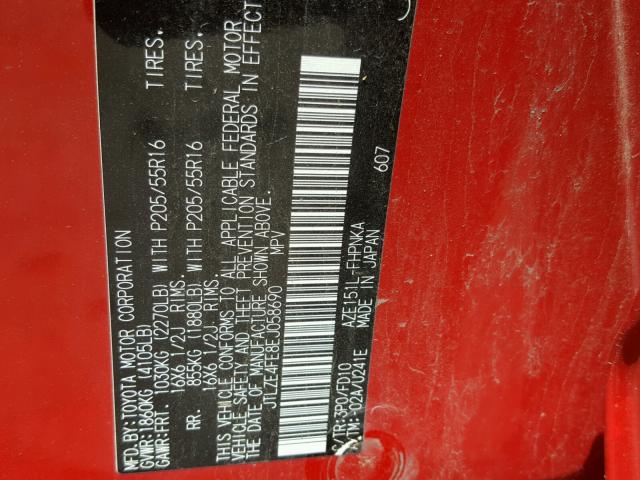 MFD. BY: TOYOTA MOTOR CORPORATION
GVWR: 1860KG (4105LB)
GAWR: FRT. 1030KG (2270LB) WITH P205/55R16 TIRES.
16X6 1/2J RIMS.
RR. 855KG (1880LB) WITH P205/55R16 TIRES.
16X6 1/2J RIMS.
THIS VEHICLE CONFORMS TO ALL APPLICABLE FEDERAL MOTOR
VEHICLE SAFETY AND THEFT PREVENTION STANDARDS IN EFFECT
THE DATE OF MANUFACTURE SHOWN ABOVE.
JTLZE4FE8EJ058690 MPV
607
C/TR: 3P0/FD10 AZE151L-FHPNKA
A/TM: -02A/U241E MADE IN JAPAN